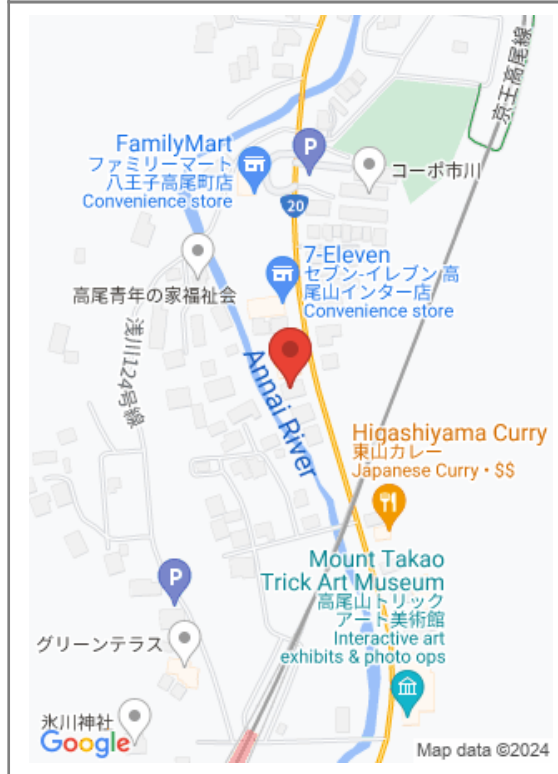 京王高尾線
FamilyMart
ファミリーマート
八王子高尾町店
Convenience store
P
コーポ市川
20
7-Eleven
セブン-イレブン 高
尾山インター店
Convenience store
高尾青年の家福祉会
浅川124号線
Annai River
Higashiyama Curry
東山カレー
Japanese Curry • $$
Mount Takao
Trick Art Museum
高尾山トリック
アート美術館
Interactive art
exhibits & photo ops
P
グリーンテラス
氷川神社
Google
Map data ©2024